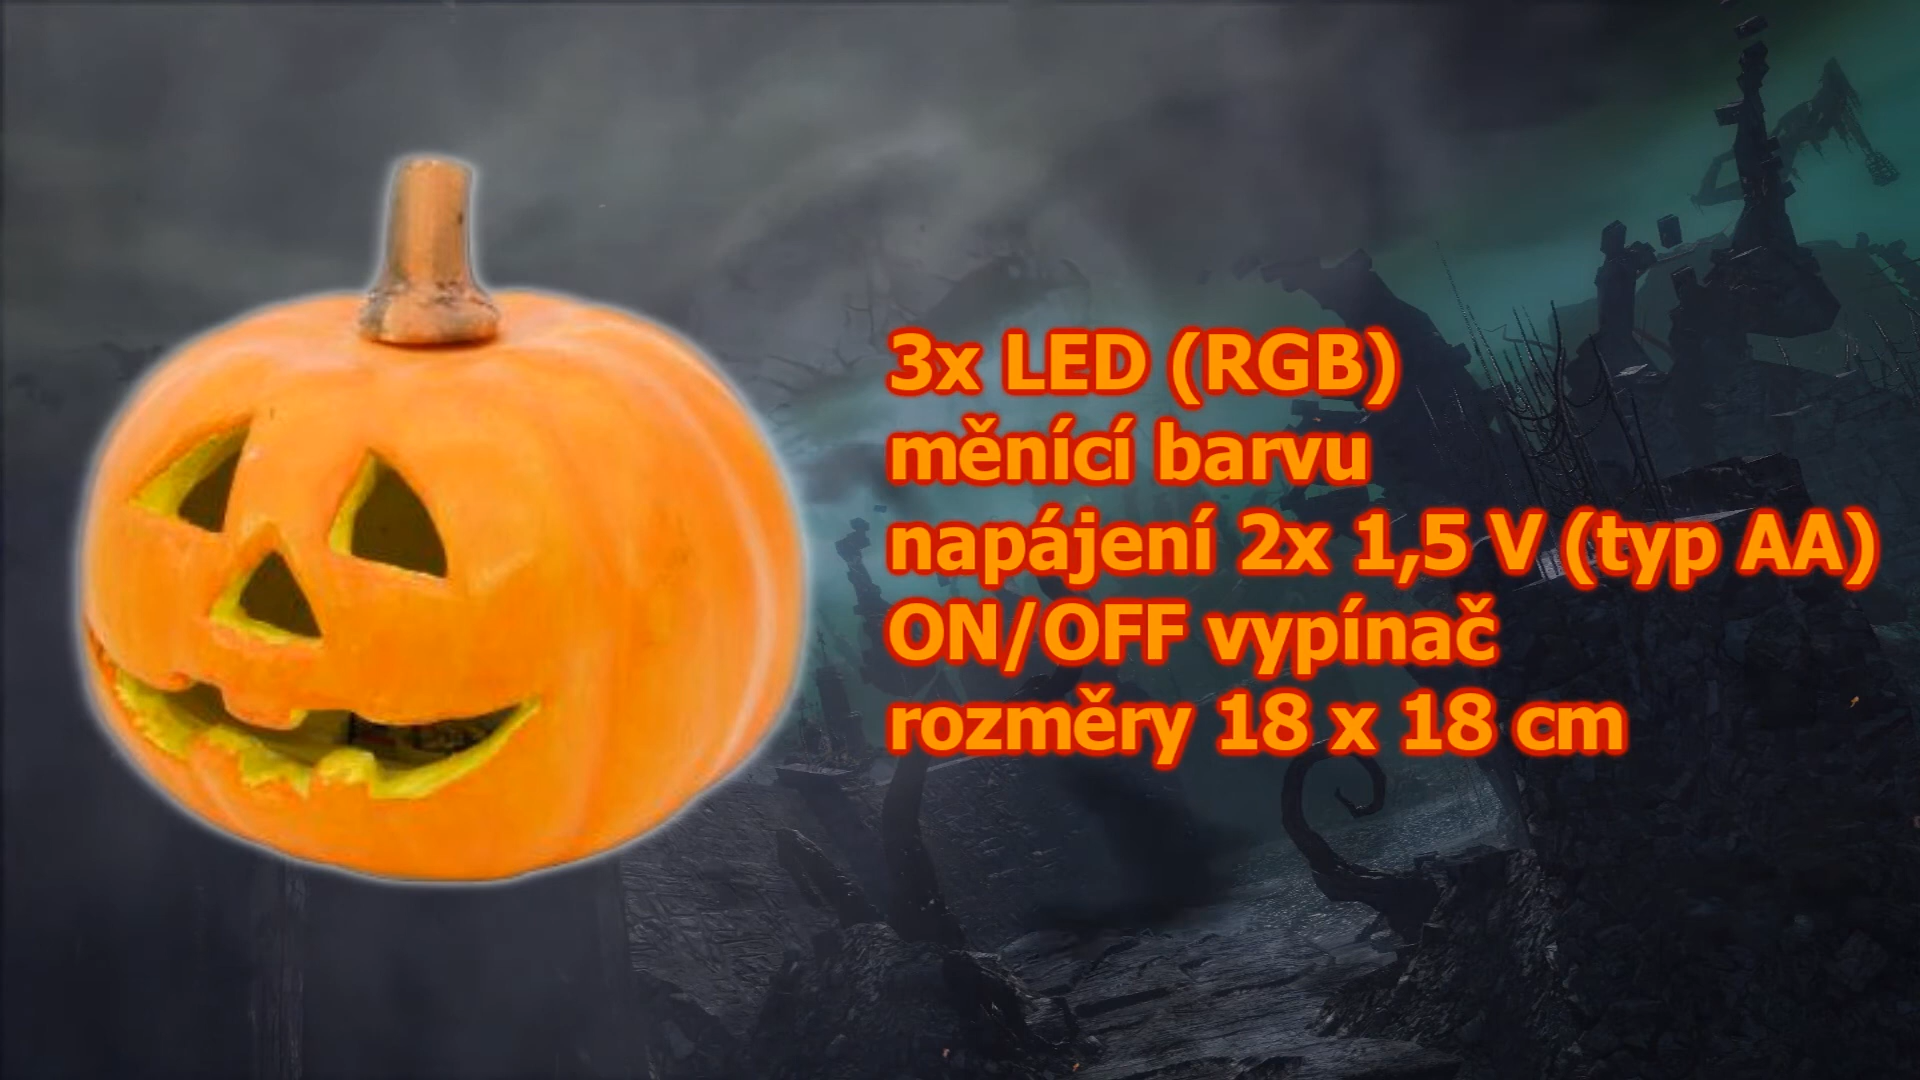 3x LED (RGB)
měnící barvu
napájení 2x 1,5 V (typ AA)
ON/OFF vypínač
rozměry 18 x 18 cm